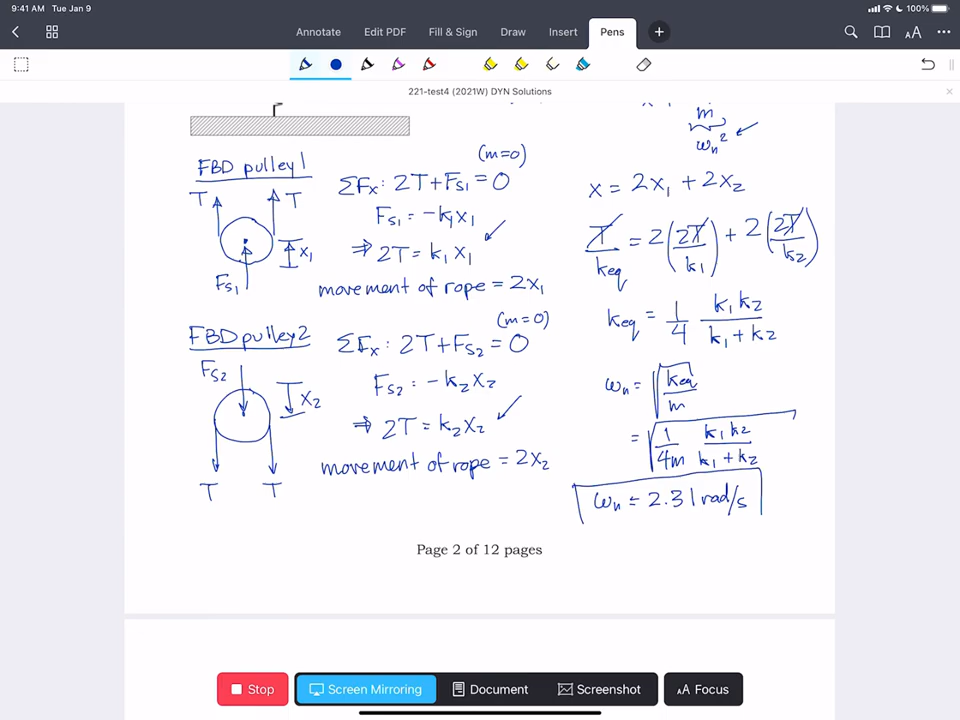 9:41 AM Tue Jan 9
100%
Annotate Edit PDF Fill & Sign Draw Insert Pens +
AA
221-test4 (2021W) DYN Solutions
m
ωn²
FBD pulley 1
T T
x₁
Fs₁
(m=0)
ΣFx: 2T + Fs₁ = 0
Fs₁ = -k₁x₁
⇒ 2T = k₁ x₁
movement of rope = 2x₁
FBD pulley 2
Fs₂
x₂
T T
(m=0)
ΣFx: 2T + Fs₂ = 0
Fs₂ = -k₂x₂
⇒ 2T = k₂x₂
movement of rope = 2x₂
x = 2x₁ + 2x₂
T/keq = 2(2T/k₁) + 2(2T/k₂)
keq = 1/4 k₁k₂/(k₁+k₂)
ωn = √(keq/m)
= √(1/4m k₁k₂/(k₁+k₂))
ωn = 2.31 rad/s
Page 2 of 12 pages
Stop Screen Mirroring Document Screenshot AA Focus